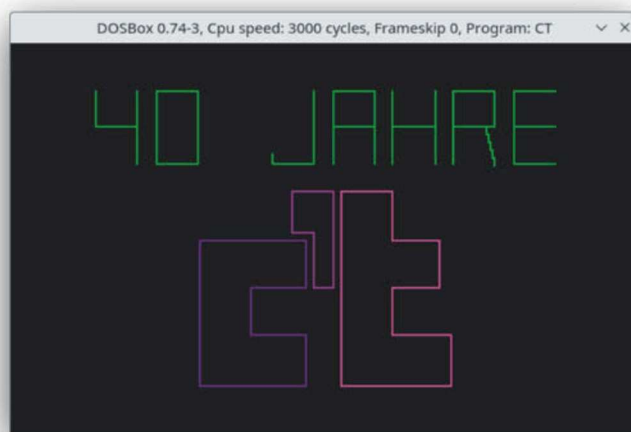 DOSBox 0.74-3, Cpu speed: 3000 cycles, Frameskip 0, Program: CT
40 JAHRE
c't